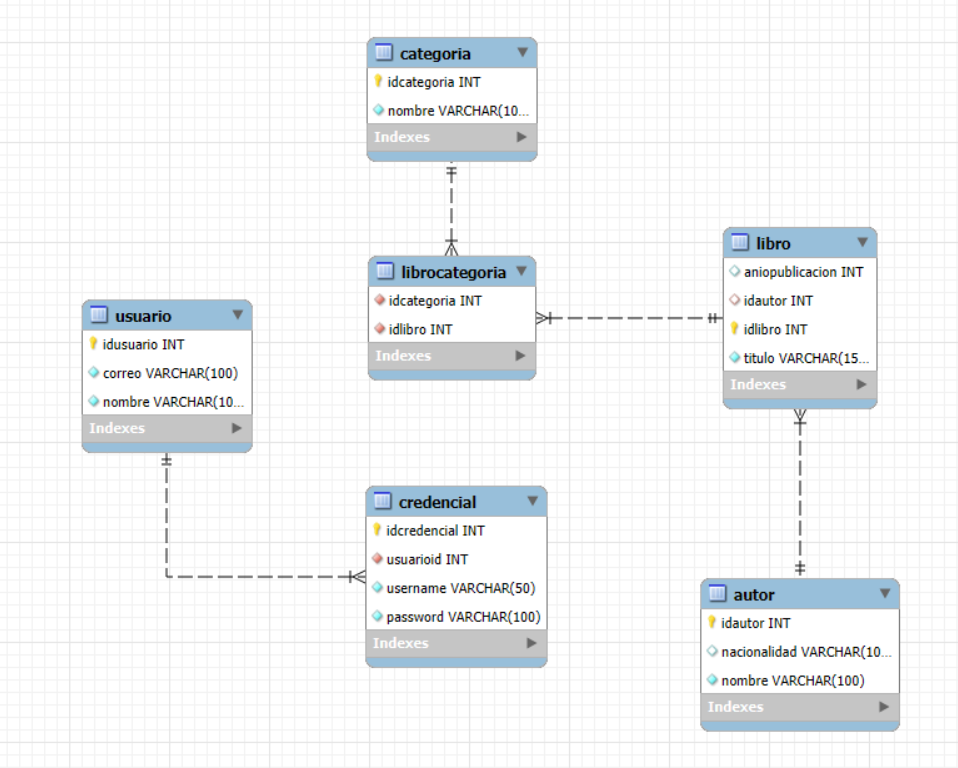 categoria
idcategoria INT
nombre VARCHAR(10...
Indexes
librocategoria
idcategoria INT
idlibro INT
Indexes
libro
aniopublicacion INT
idautor INT
idlibro INT
titulo VARCHAR(15...
Indexes
usuario
idusuario INT
correo VARCHAR(100)
nombre VARCHAR(10...
Indexes
credencial
idcredencial INT
usuarioid INT
username VARCHAR(50)
password VARCHAR(100)
Indexes
autor
idautor INT
nacionalidad VARCHAR(10...
nombre VARCHAR(100)
Indexes